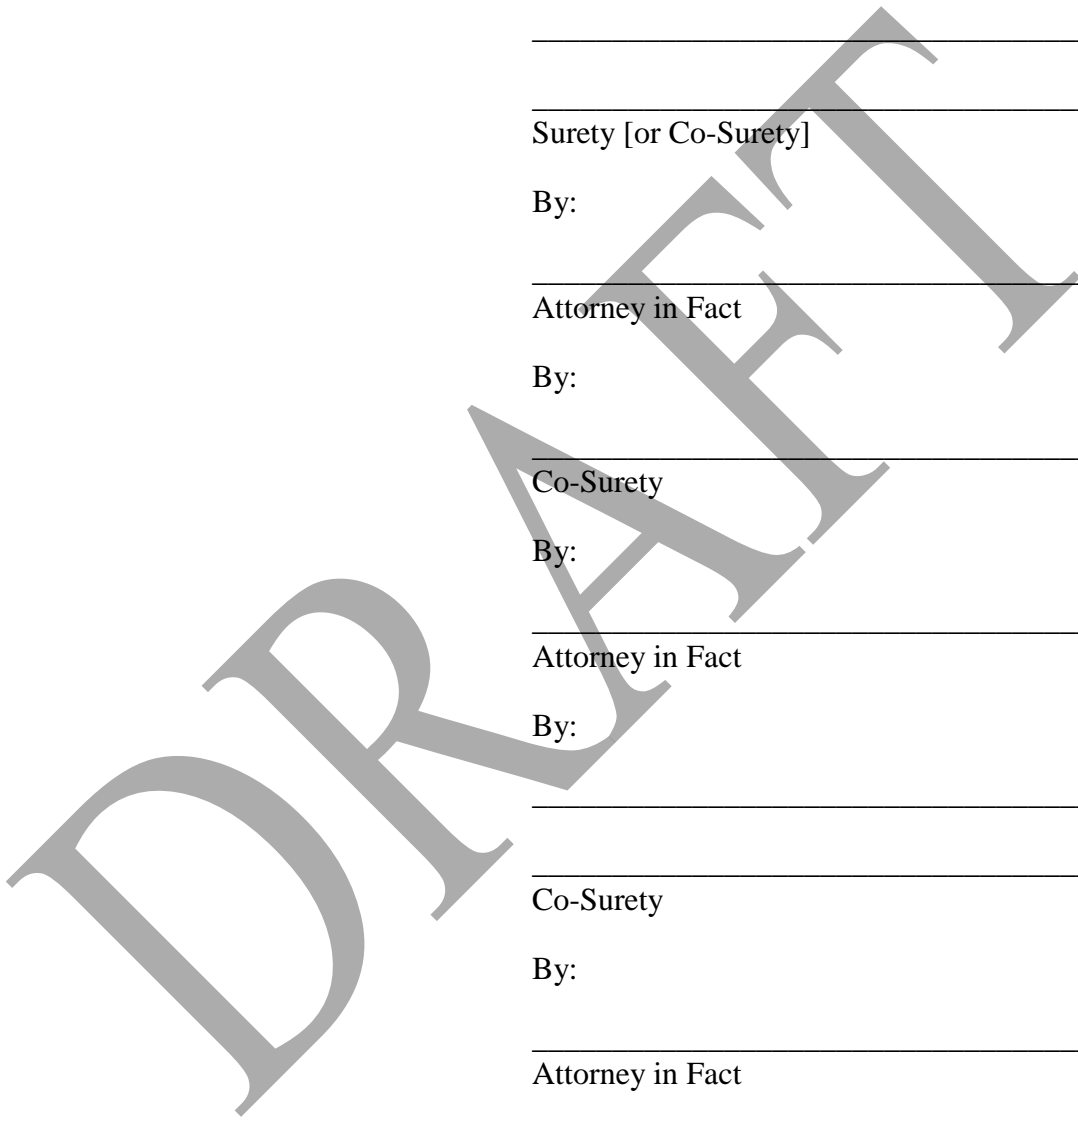 Surety [or Co-Surety]
By:
Attorney in Fact
By:
Co-Surety
By:
Attorney in Fact
By:
Co-Surety
By:
Attorney in Fact
DRAFT